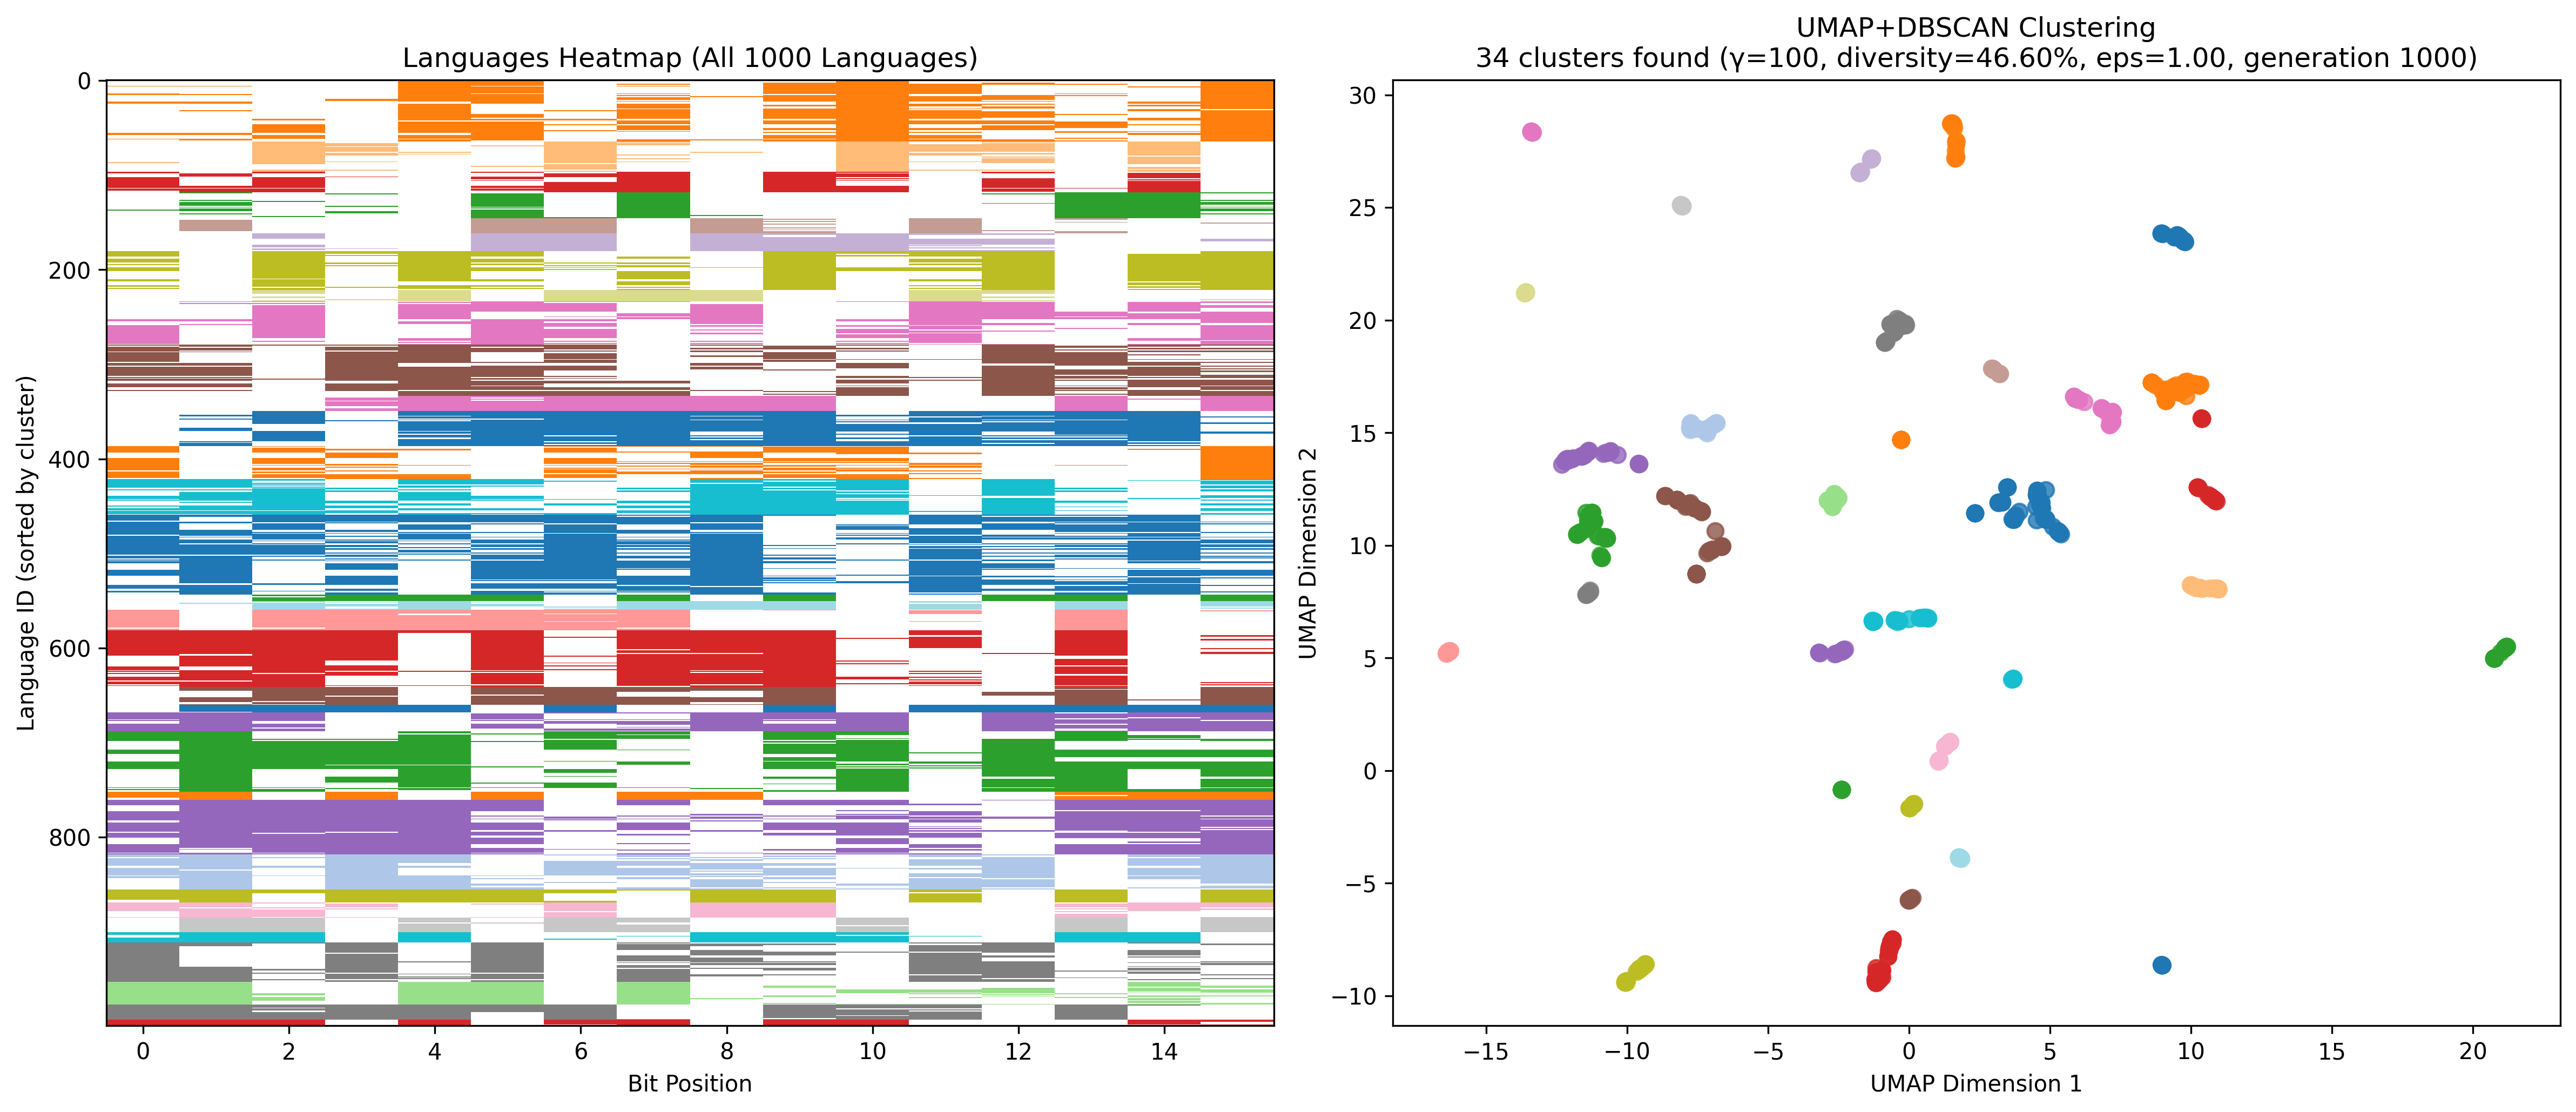 Languages Heatmap (All 1000 Languages)
0
200
400
600
800
Language ID (sorted by cluster)
0 2 4 6 8 10 12 14
Bit Position
UMAP+DBSCAN Clustering
34 clusters found (γ=100, diversity=46.60%, eps=1.00, generation 1000)
30
25
20
15
10
5
0
−5
−10
UMAP Dimension 2
−15 −10 −5 0 5 10 15 20
UMAP Dimension 1